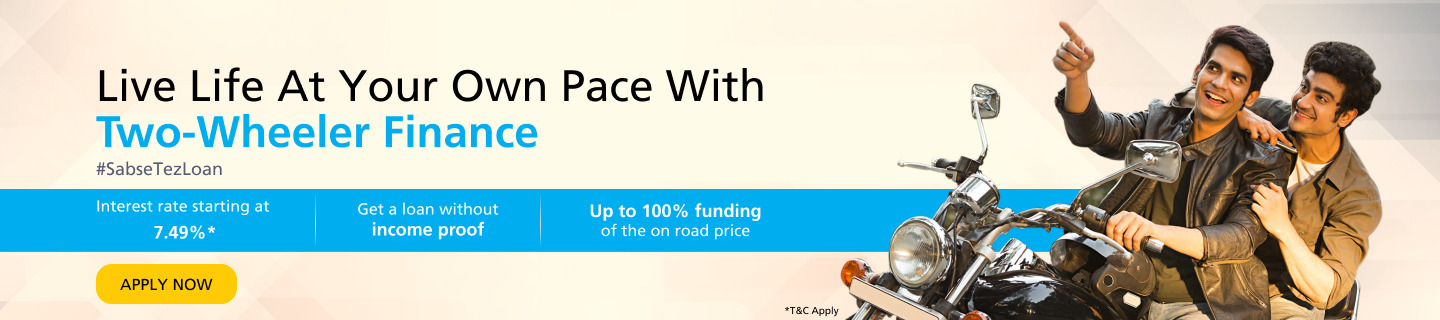 Live Life At Your Own Pace With
Two-Wheeler Finance
#SabseTezLoan
Interest rate starting at
7.49%*
Get a loan without
income proof
Up to 100% funding
of the on road price
APPLY NOW
*T&C Apply